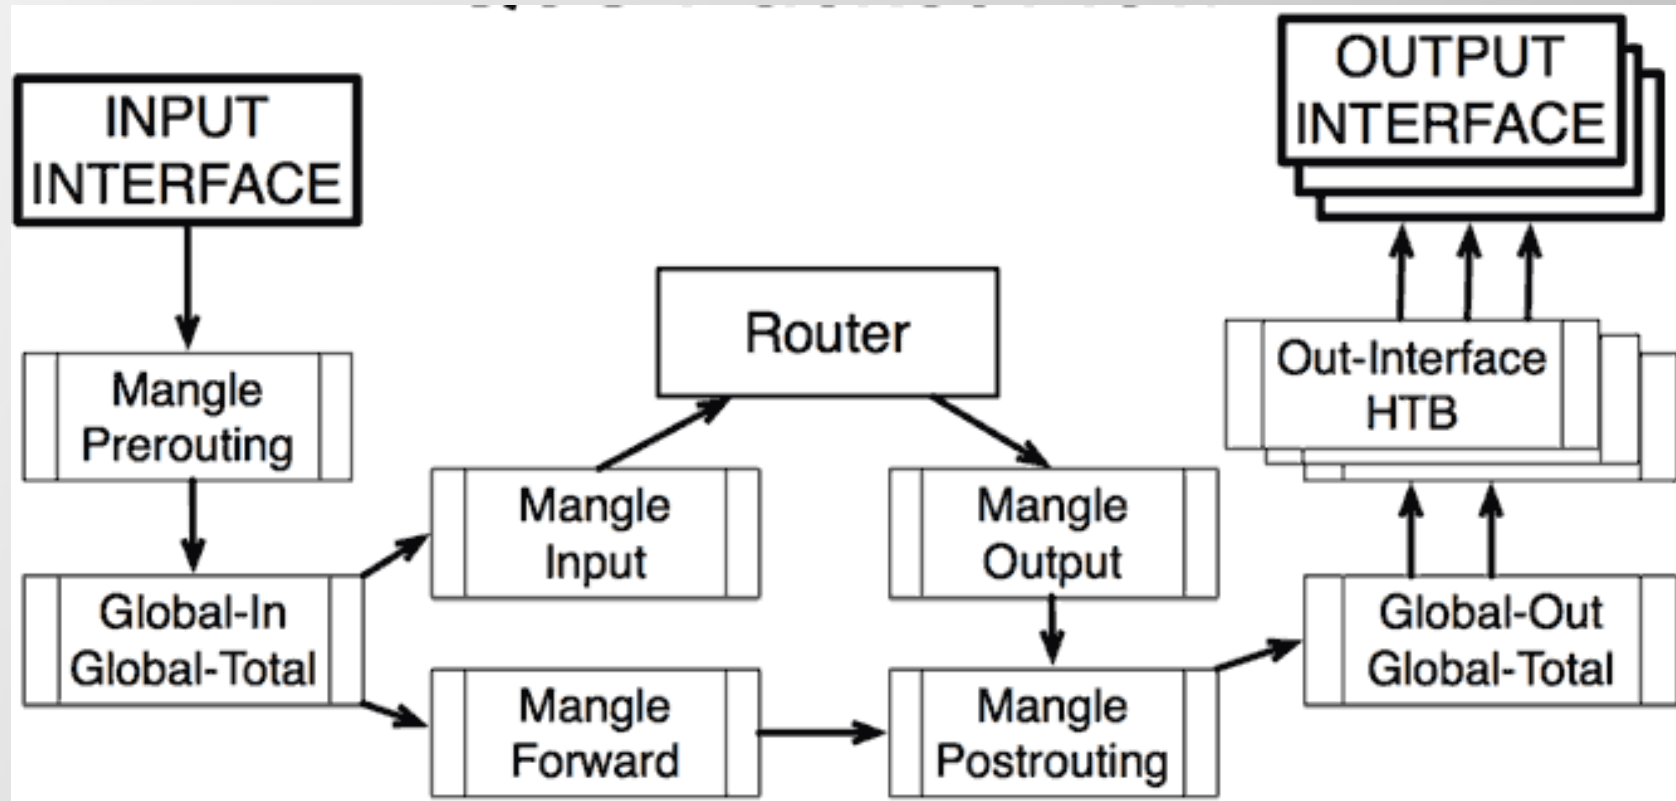 INPUT
INTERFACE
OUTPUT
INTERFACE
Router
Mangle
Prerouting
Out-Interface
HTB
Mangle
Input
Mangle
Output
Global-In
Global-Total
Global-Out
Global-Total
Mangle
Forward
Mangle
Postrouting